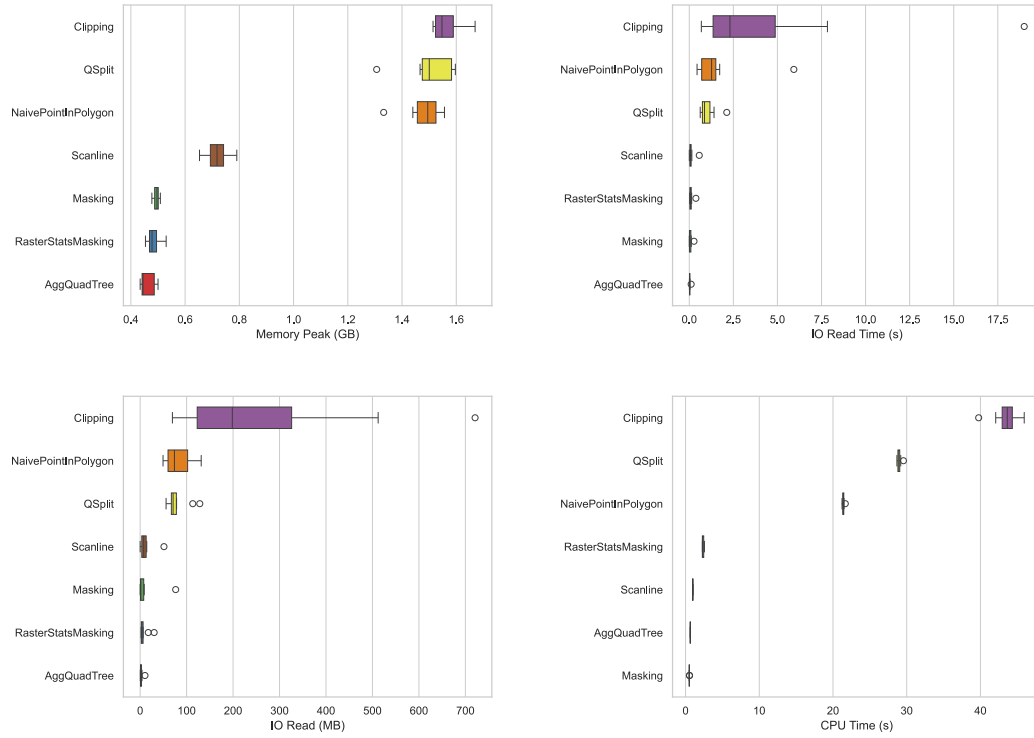 Clipping
QSplit
NaivePointInPolygon
Scanline
Masking
RasterStatsMasking
AggQuadTree
0.4 0.6 0.8 1.0 1.2 1.4 1.6
Memory Peak (GB)
Clipping
NaivePointInPolygon
QSplit
Scanline
RasterStatsMasking
Masking
AggQuadTree
0.0 2.5 5.0 7.5 10.0 12.5 15.0 17.5
IO Read Time (s)
Clipping
NaivePointInPolygon
QSplit
Scanline
Masking
RasterStatsMasking
AggQuadTree
0 100 200 300 400 500 600 700
IO Read (MB)
Clipping
QSplit
NaivePointInPolygon
RasterStatsMasking
Scanline
AggQuadTree
Masking
0 10 20 30 40
CPU Time (s)